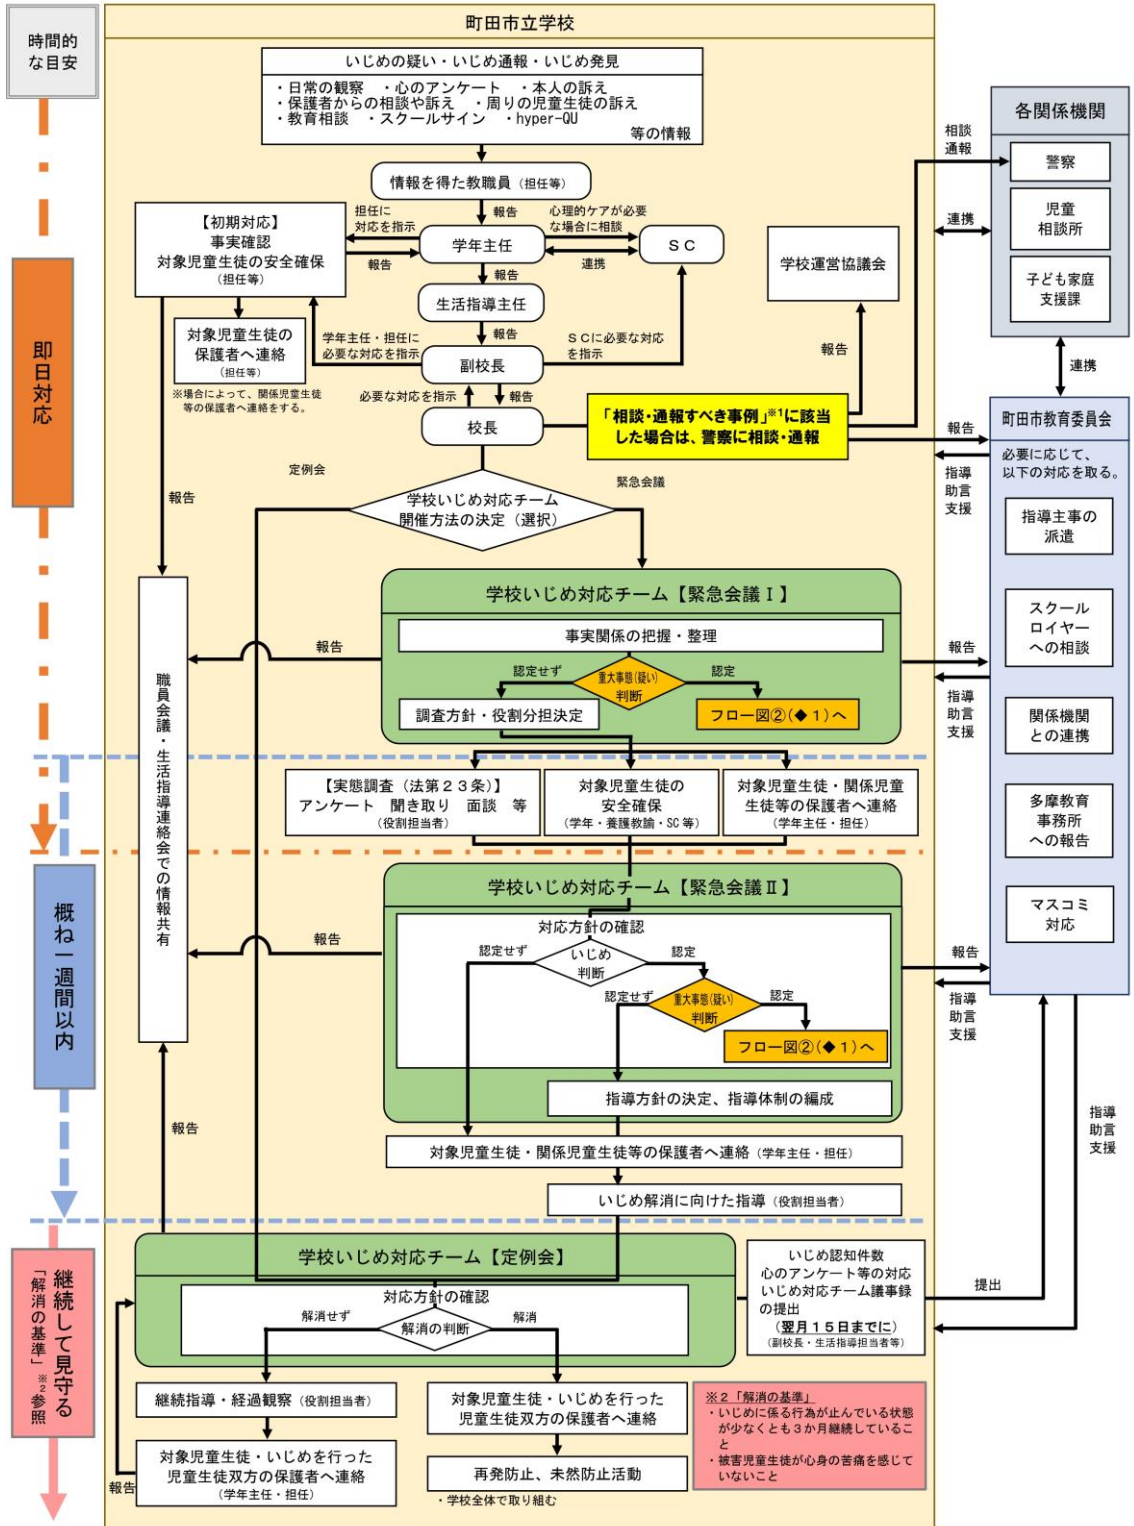 時間的
な目安
町田市立学校
いじめの疑い・いじめ通報・いじめ発見
・日常の観察　・心のアンケート　・本人の訴え
・保護者からの相談や訴え　・周りの児童生徒の訴え
・教育相談　・スクールサイン　・hyper-QU
等の情報
情報を得た教職員（担任等）
報告
担任に
対応を指示
心理的ケアが必要
な場合に相談
【初期対応】
事実確認
対象児童生徒の安全確保
（担任等）
学年主任
ＳＣ
報告
連携
報告
生活指導主任
対象児童生徒の
保護者へ連絡
（担任等）
※場合によって、関係児童生徒
等の保護者へ連絡をする。
学年主任・担任に
必要な対応を指示
報告
ＳＣに必要な対応
を指示
副校長
必要な対応を指示
報告
校長
学校運営協議会
報告
「相談・通報すべき事例」※1に該当
した場合は、警察に相談・通報
相談
通報
連携
各関係機関
警察
児童
相談所
子ども家庭
支援課
連携
報告
指導
助言
支援
町田市教育委員会
必要に応じて、
以下の対応を取る。
指導主事の
派遣
スクール
ロイヤー
への相談
関係機関
との連携
多摩教育
事務所
への報告
マスコミ
対応
即日対応
定例会
緊急会議
学校いじめ対応チーム
開催方法の決定（選択）
報告
学校いじめ対応チーム【緊急会議Ⅰ】
事実関係の把握・整理
報告
認定せず
重大事態(疑い)
判断
認定
調査方針・役割分担決定
フロー図②(◆１)へ
報告
指導
助言
支援
職員会議・生活指導連絡会での情報共有
【実態調査（法第２３条）】
アンケート　聞き取り　面談　等
（役割担当者）
対象児童生徒の
安全確保
（学年・養護教諭・SC等）
対象児童生徒・関係児童
生徒等の保護者へ連絡
（学年主任・担任）
概ね一週間以内
学校いじめ対応チーム【緊急会議Ⅱ】
対応方針の確認
報告
認定せず
いじめ
判断
認定
認定せず
重大事態(疑い)
判断
認定
フロー図②(◆１)へ
指導方針の決定、指導体制の編成
報告
指導
助言
支援
報告
対象児童生徒・関係児童生徒等の保護者へ連絡（学年主任・担任）
いじめ解消に向けた指導（役割担当者）
指導
助言
支援
継続して見守る
「解消の基準」※2参照
学校いじめ対応チーム【定例会】
対応方針の確認
解消せず
解消の判断
解消
いじめ認知件数
心のアンケート等の対応
いじめ対応チーム議事録
の提出
（翌月１５日までに）
（副校長・生活指導担当者等）
提出
継続指導・経過観察（役割担当者）
対象児童生徒・いじめを行った
児童生徒双方の保護者へ連絡
（学年主任・担任）
報告
対象児童生徒・いじめを行った
児童生徒双方の保護者へ連絡
再発防止、未然防止活動
・学校全体で取り組む
※２「解消の基準」
・いじめに係る行為が止んでいる状態
が少なくとも３か月継続しているこ
と
・被害児童生徒が心身の苦痛を感じて
いないこと